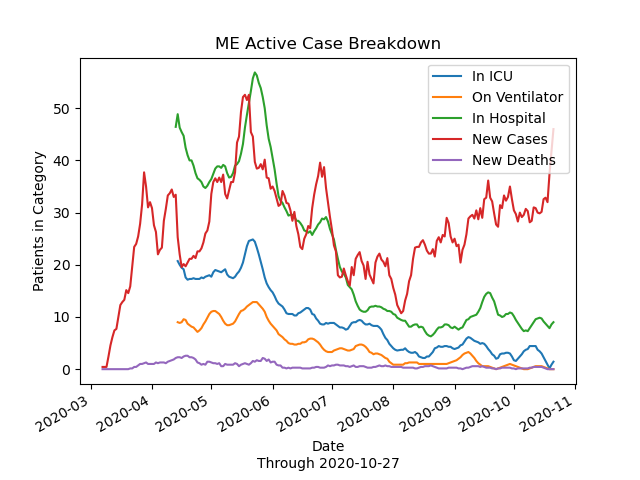 ME Active Case Breakdown
In ICU
On Ventilator
In Hospital
New Cases
New Deaths
Patients in Category
50
40
30
20
10
0
2020-03
2020-04
2020-05
2020-06
2020-07
2020-08
2020-09
2020-10
2020-11
Date
Through 2020-10-27